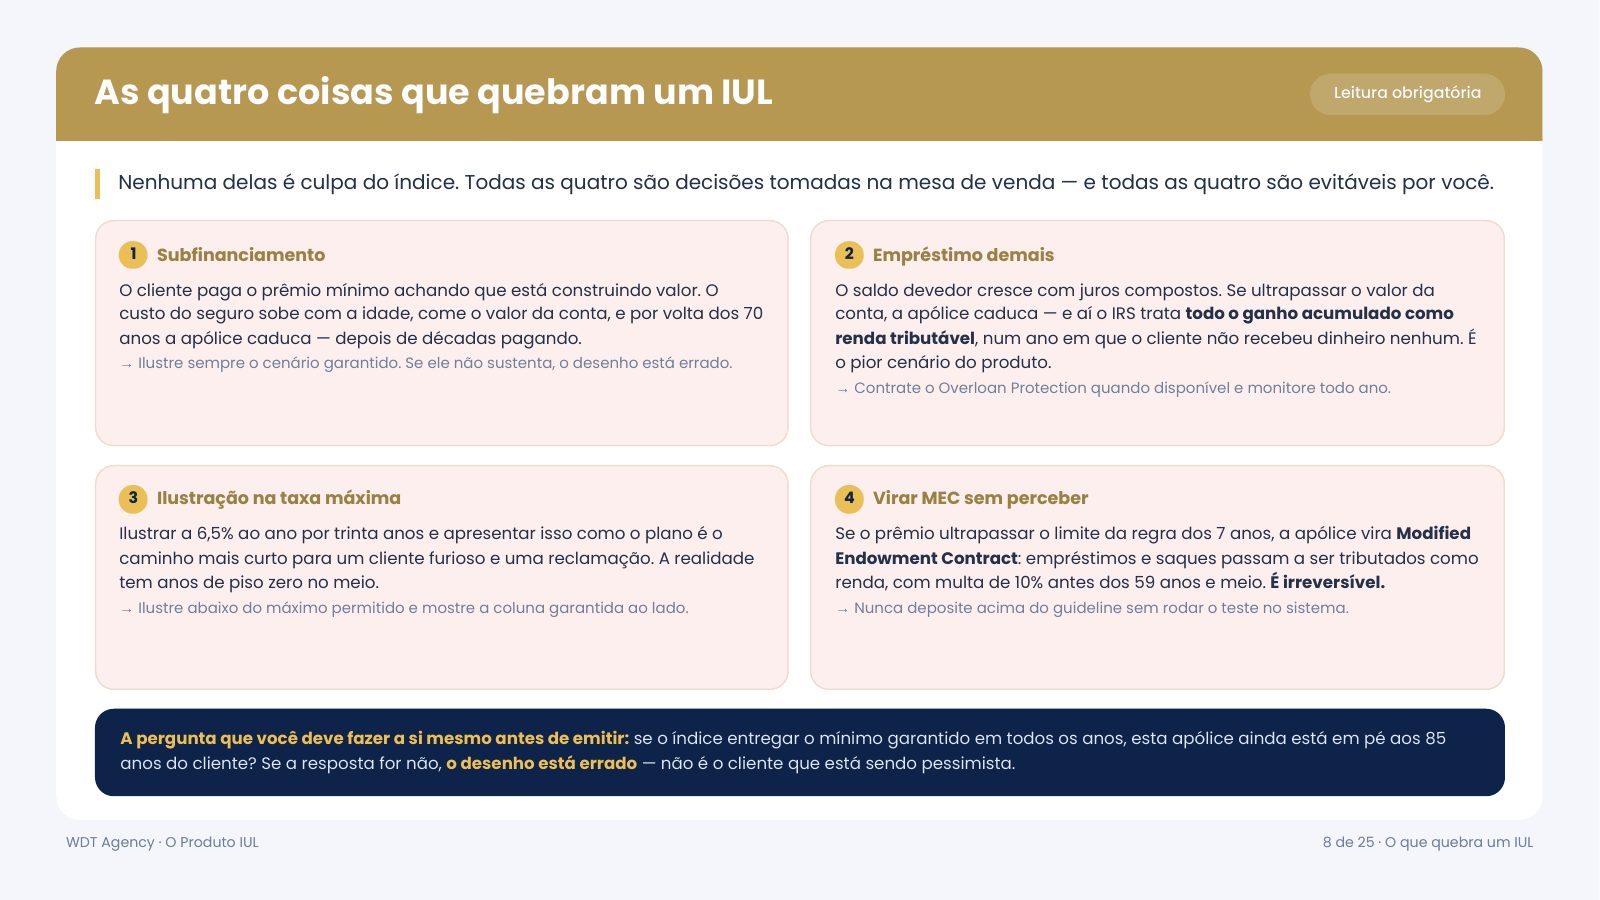 As quatro coisas que quebram um IUL
Leitura obrigatória
Nenhuma delas é culpa do índice. Todas as quatro são decisões tomadas na mesa de venda — e todas as quatro são evitáveis por você.
1 Subfinanciamento
O cliente paga o prêmio mínimo achando que está construindo valor. O
custo do seguro sobe com a idade, come o valor da conta, e por volta dos 70
anos a apólice caduca — depois de décadas pagando.
→ Ilustre sempre o cenário garantido. Se ele não sustenta, o desenho está errado.
2 Empréstimo demais
O saldo devedor cresce com juros compostos. Se ultrapassar o valor da
conta, a apólice caduca — e aí o IRS trata todo o ganho acumulado como
renda tributável, num ano em que o cliente não recebeu dinheiro nenhum. É
o pior cenário do produto.
→ Contrate o Overloan Protection quando disponível e monitore todo ano.
3 Ilustração na taxa máxima
Ilustrar a 6,5% ao ano por trinta anos e apresentar isso como o plano é o
caminho mais curto para um cliente furioso e uma reclamação. A realidade
tem anos de piso zero no meio.
→ Ilustre abaixo do máximo permitido e mostre a coluna garantida ao lado.
4 Virar MEC sem perceber
Se o prêmio ultrapassar o limite da regra dos 7 anos, a apólice vira Modified
Endowment Contract: empréstimos e saques passam a ser tributados como
renda, com multa de 10% antes dos 59 anos e meio. É irreversível.
→ Nunca deposite acima do guideline sem rodar o teste no sistema.
A pergunta que você deve fazer a si mesmo antes de emitir: se o índice entregar o mínimo garantido em todos os anos, esta apólice ainda está em pé aos 85
anos do cliente? Se a resposta for não, o desenho está errado — não é o cliente que está sendo pessimista.
WDT Agency · O Produto IUL
8 de 25 · O que quebra um IUL